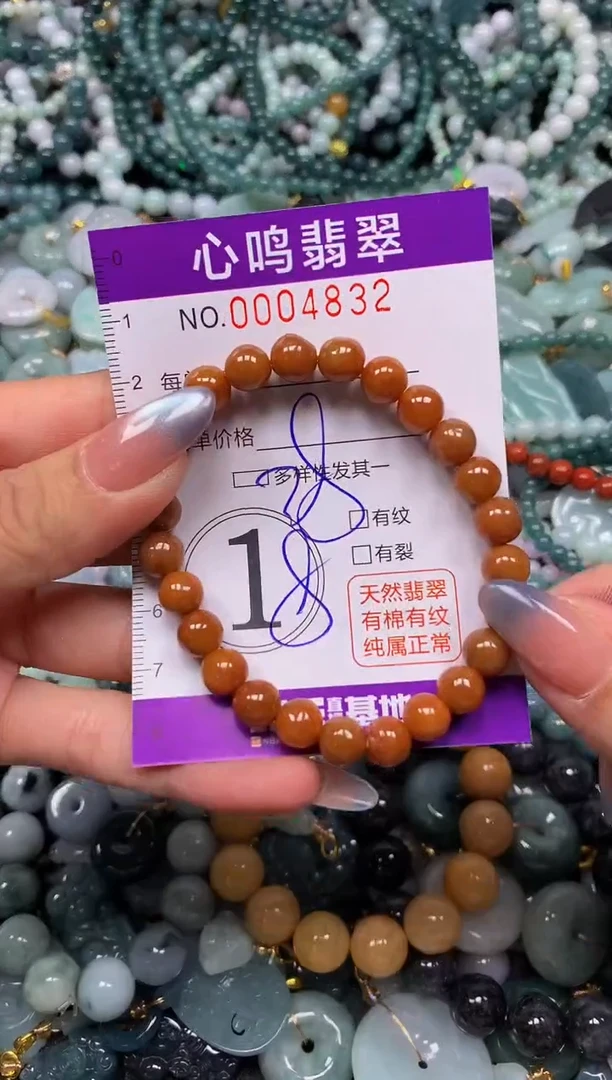 心鸣翡翠
0
NO.0004832
1
2 每
单价格
多样性发其一
有纹
1
有裂
天然翡翠
6
有棉有纹
纯属正常
7
基地